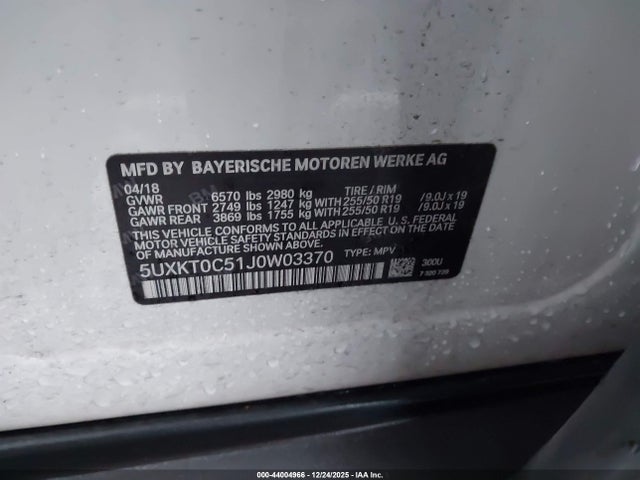 MFD BY BAYERISCHE MOTOREN WERKE AG
04/18 TIRE / RIM
GVWR 6570 lbs 2980 kg
GAWR FRONT 2749 lbs 1247 kg WITH 255/50 R19 / 9.0J x 19
GAWR REAR 3869 lbs 1755 kg WITH 255/50 R19 / 9.0J x 19
THIS VEHICLE CONFORMS TO ALL APPLICABLE U.S. FEDERAL
MOTOR VEHICLE SAFETY STANDARDS IN EFFECT ON THE DATE
OF MANUFACTURE SHOWN ABOVE.
5UXKT0C51J0W03370 TYPE: MPV 300U
7 320 729
000-44004966 | 12/24/2025 | IAA Inc.